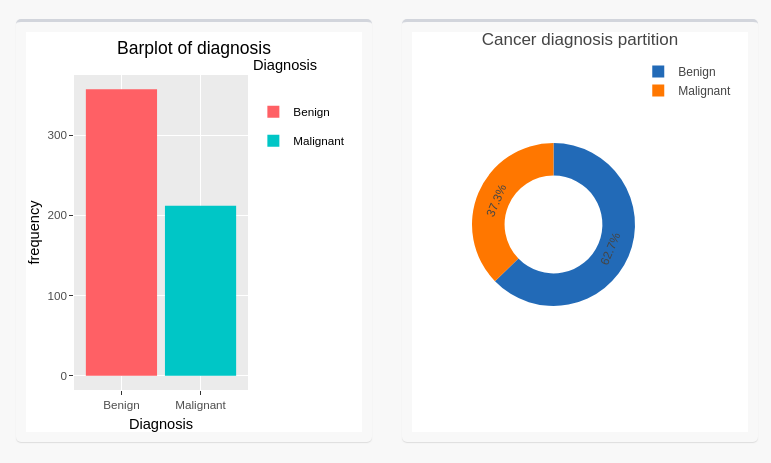 Barplot of diagnosis
Diagnosis
Benign
Malignant
300
200
100
0
frequency
Benign Malignant
Diagnosis
Cancer diagnosis partition
Benign
Malignant
37.3%
62.7%